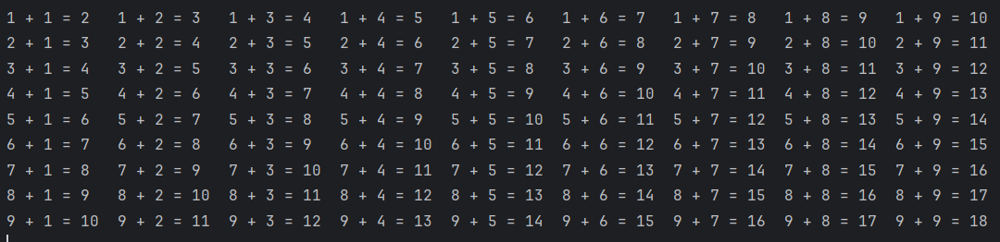 1 + 1 = 2 1 + 2 = 3 1 + 3 = 4 1 + 4 = 5 1 + 5 = 6 1 + 6 = 7 1 + 7 = 8 1 + 8 = 9 1 + 9 = 10
2 + 1 = 3 2 + 2 = 4 2 + 3 = 5 2 + 4 = 6 2 + 5 = 7 2 + 6 = 8 2 + 7 = 9 2 + 8 = 10 2 + 9 = 11
3 + 1 = 4 3 + 2 = 5 3 + 3 = 6 3 + 4 = 7 3 + 5 = 8 3 + 6 = 9 3 + 7 = 10 3 + 8 = 11 3 + 9 = 12
4 + 1 = 5 4 + 2 = 6 4 + 3 = 7 4 + 4 = 8 4 + 5 = 9 4 + 6 = 10 4 + 7 = 11 4 + 8 = 12 4 + 9 = 13
5 + 1 = 6 5 + 2 = 7 5 + 3 = 8 5 + 4 = 9 5 + 5 = 10 5 + 6 = 11 5 + 7 = 12 5 + 8 = 13 5 + 9 = 14
6 + 1 = 7 6 + 2 = 8 6 + 3 = 9 6 + 4 = 10 6 + 5 = 11 6 + 6 = 12 6 + 7 = 13 6 + 8 = 14 6 + 9 = 15
7 + 1 = 8 7 + 2 = 9 7 + 3 = 10 7 + 4 = 11 7 + 5 = 12 7 + 6 = 13 7 + 7 = 14 7 + 8 = 15 7 + 9 = 16
8 + 1 = 9 8 + 2 = 10 8 + 3 = 11 8 + 4 = 12 8 + 5 = 13 8 + 6 = 14 8 + 7 = 15 8 + 8 = 16 8 + 9 = 17
9 + 1 = 10 9 + 2 = 11 9 + 3 = 12 9 + 4 = 13 9 + 5 = 14 9 + 6 = 15 9 + 7 = 16 9 + 8 = 17 9 + 9 = 18